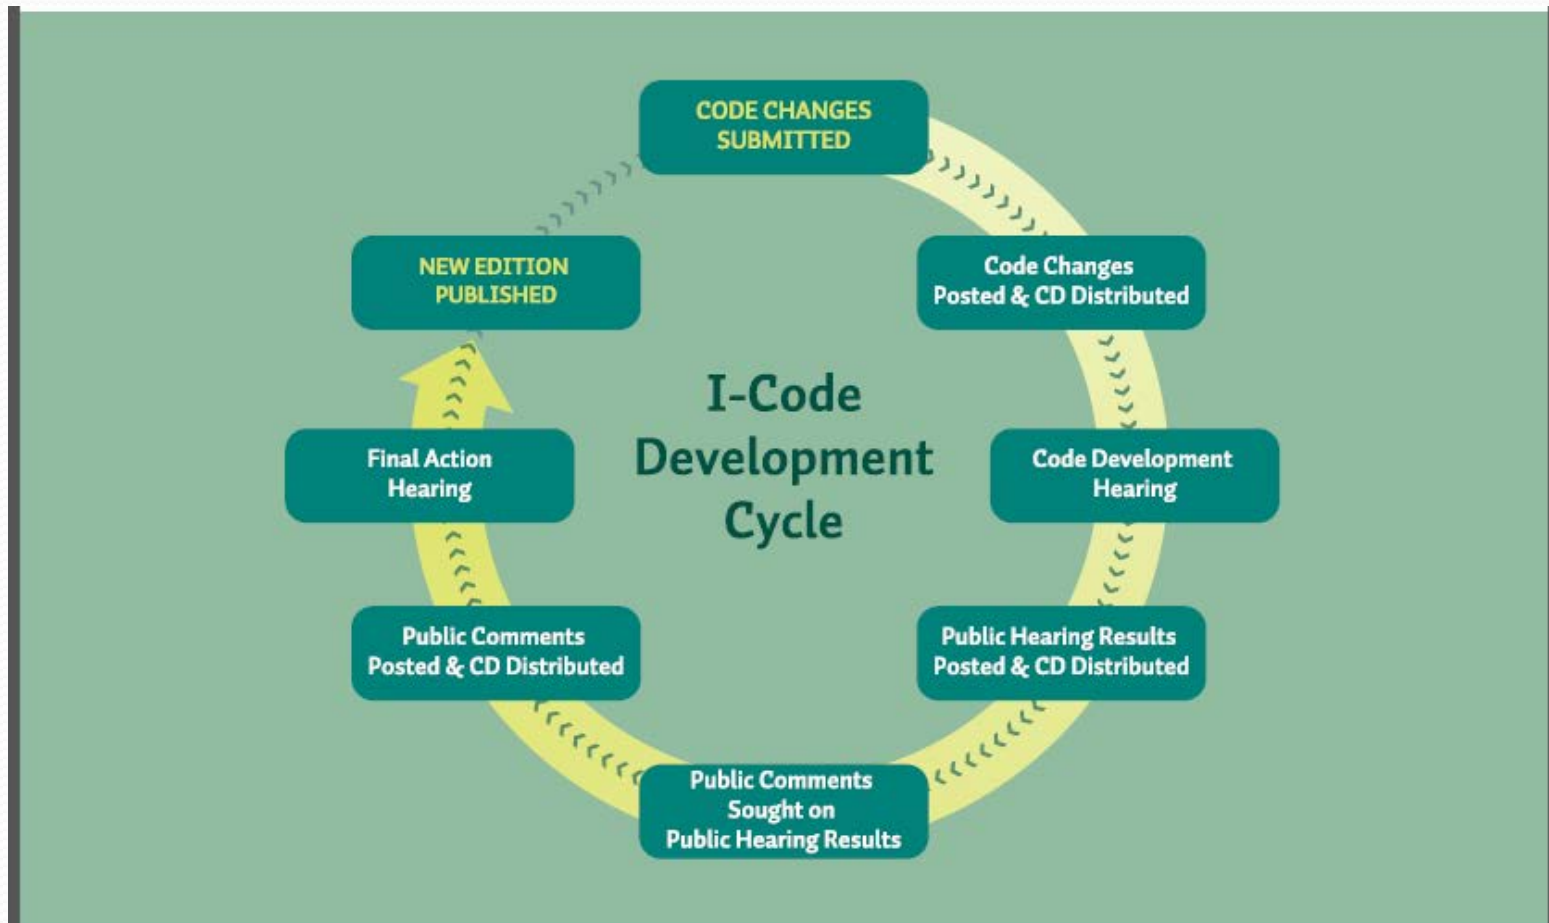 CODE CHANGES
SUBMITTED
Code Changes
Posted & CD Distributed
Code Development
Hearing
Public Hearing Results
Posted & CD Distributed
Public Comments
Sought on
Public Hearing Results
Public Comments
Posted & CD Distributed
Final Action
Hearing
NEW EDITION
PUBLISHED
I-Code
Development
Cycle